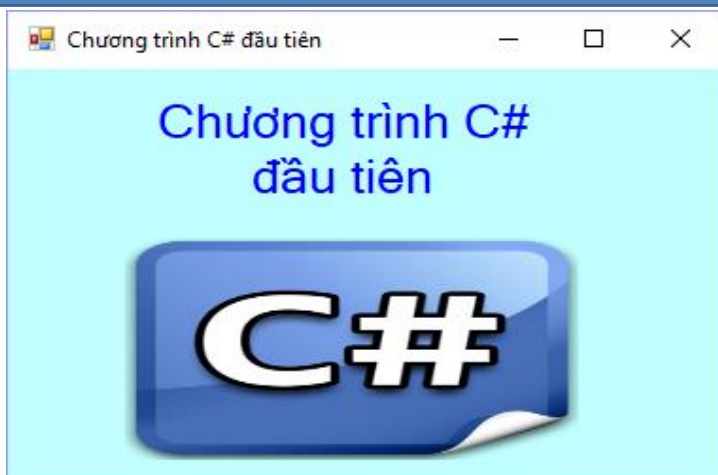 Chương trình C# đầu tiên
Chương trình C#
đầu tiên
C#